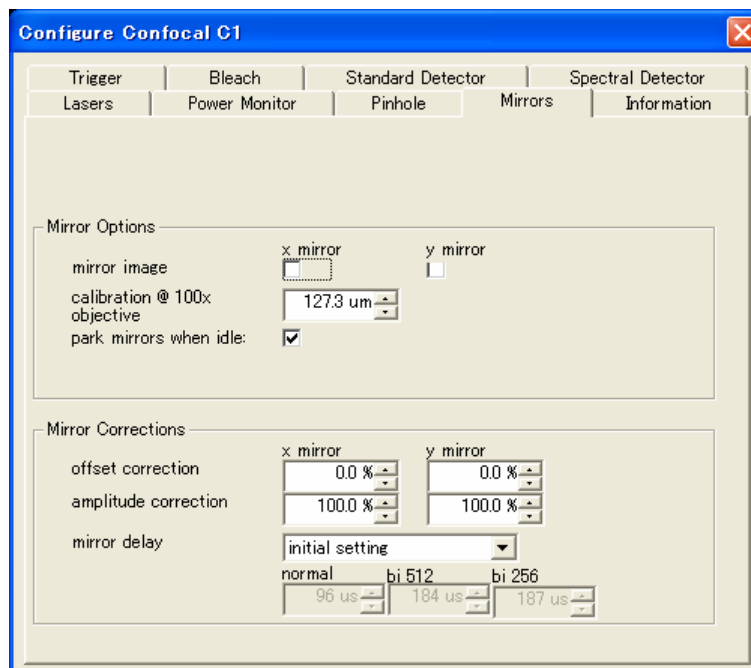 Configure Confocal C1
Trigger Bleach Standard Detector Spectral Detector
Lasers Power Monitor Pinhole Mirrors Information
Mirror Options
x mirror y mirror
mirror image
calibration @ 100x
objective
127.3 um
park mirrors when idle:
Mirror Corrections
x mirror y mirror
offset correction 0.0 % 0.0 %
amplitude correction 100.0 % 100.0 %
mirror delay initial setting
normal bi 512 bi 256
96 us 184 us 187 us